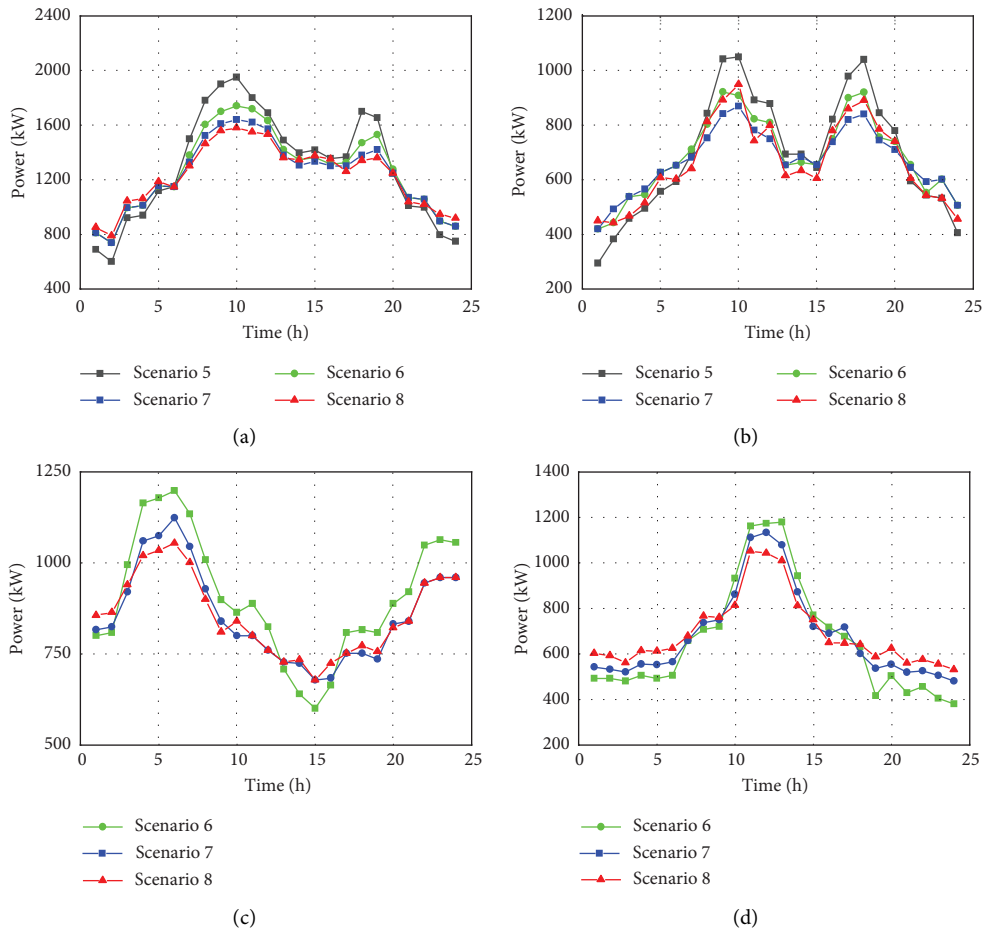 2400
2000
1600
1200
800
400
Power (kW)
0 5 10 15 20 25
Time (h)
Scenario 5
Scenario 6
Scenario 7
Scenario 8
(a)
1200
1000
800
600
400
200
Power (kW)
0 5 10 15 20 25
Time (h)
Scenario 5
Scenario 6
Scenario 7
Scenario 8
(b)
1250
1000
750
500
Power (kW)
0 5 10 15 20 25
Time (h)
Scenario 6
Scenario 7
Scenario 8
(c)
1400
1200
1000
800
600
400
200
Power (kW)
0 5 10 15 20 25
Time (h)
Scenario 6
Scenario 7
Scenario 8
(d)